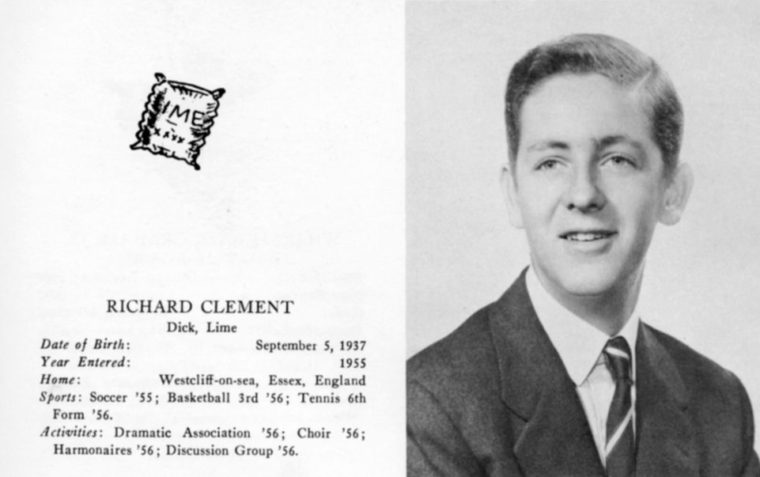 IME
XXXX
RICHARD CLEMENT
Dick, Lime
Date of Birth: September 5, 1937
Year Entered: 1955
Home: Westcliff-on-sea, Essex, England
Sports: Soccer '55; Basketball 3rd '56; Tennis 6th
Form '56.
Activities: Dramatic Association '56; Choir '56;
Harmonaires '56; Discussion Group '56.